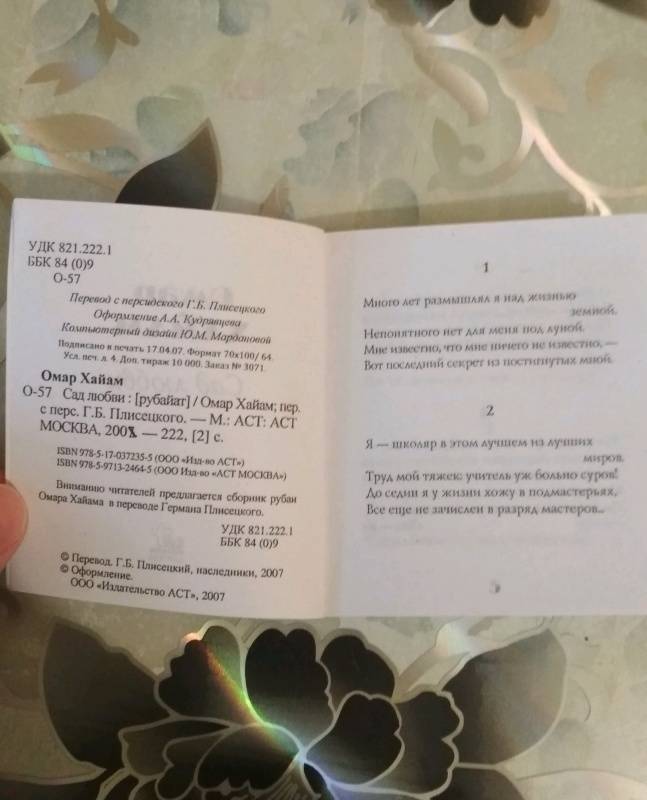 УДК 821.222.1
ББК 84 (0)9
О-57
Перевод с персидского Г.Б. Плисецкого
Оформление А.А. Кудрявцева
Компьютерный дизайн Ю.М. Мардановой
Подписано в печать 17.04.07. Формат 70x100/ 64.
Усл. печ. л. 4. Доп. тираж 10 000. Заказ № 3071.
Омар Хайам
О-57 Сад любви : [рубайат] / Омар Хайам; пер.
с перс. Г.Б. Плисецкого. — М.: АСТ: АСТ
МОСКВА, — 222, [2] с.
ISBN 978-5-17-037235-5 (ООО «Изд-во АСТ»)
ISBN 978-5-9713-2464-5 (ООО Изд-во «АСТ МОСКВА»)
Вниманию читателей предлагается сборник рубаи
Омара Хайама в переводе Германа Плисецкого.
УДК 821.222.1
ББК 84 (0)9
© Перевод. Г.Б. Плисецкий, наследники, 2007
© Оформление.
ООО «Издательство АСТ», 2007
1
Много лет размышлял я над жизнью
земной.
Непонятного нет для меня под луной.
Мне известно, что мне ничего не известно, —
Вот последний секрет из постигнутых мной.
2
Я — школяр в этом лучшем из лучших
миров.
Труд мой тяжек: учитель уж больно суров!
До седин я у жизни хожу в подмастерьях,
Все еще не зачислен в разряд мастеров...